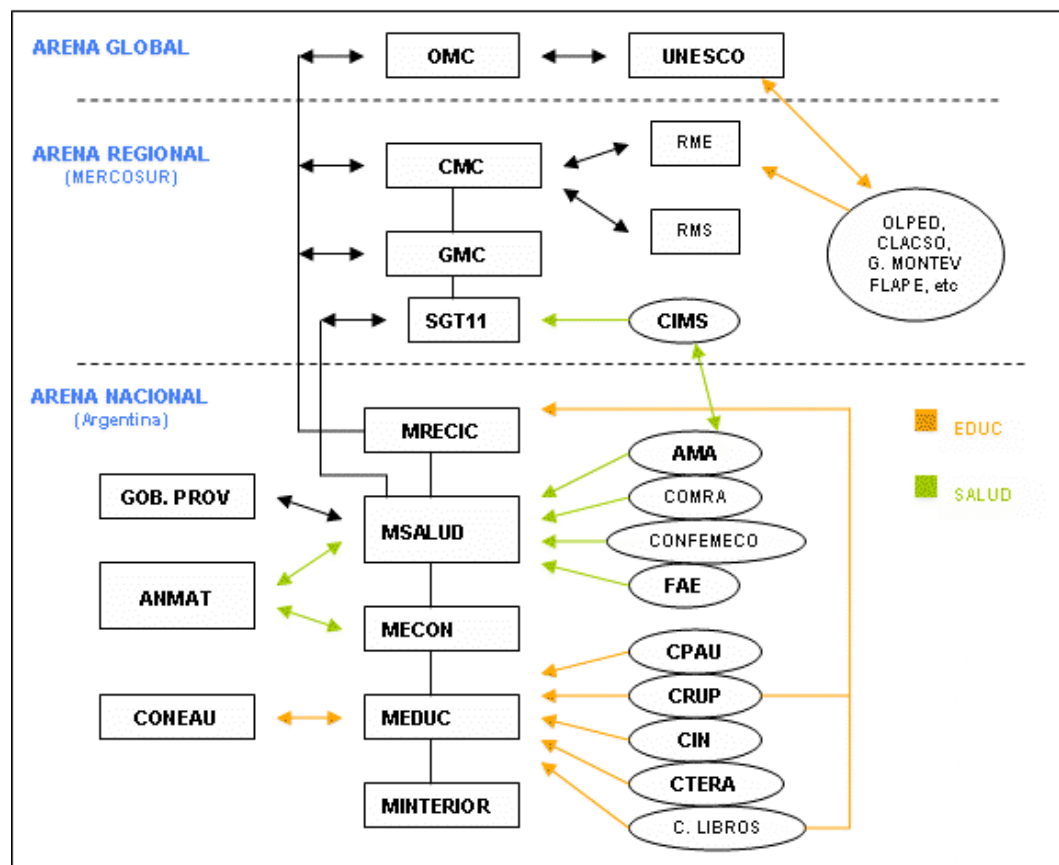 ARENA GLOBAL
OMC
UNESCO
ARENA REGIONAL
(MERCOSUR)
CMC
RME
RMS
GMC
OLPED,
CLACSO,
G. MONTEV
FLAPE, etc
SGT11
CIMS
ARENA NACIONAL
(Argentina)
MRECIC
EDUC
AMA
SALUD
GOB. PROV
COMRA
MSALUD
CONFEMECO
FAE
ANMAT
MECON
CPAU
CRUP
CONEAU
MEDUC
CIN
CTERA
MINTERIOR
C. LIBROS